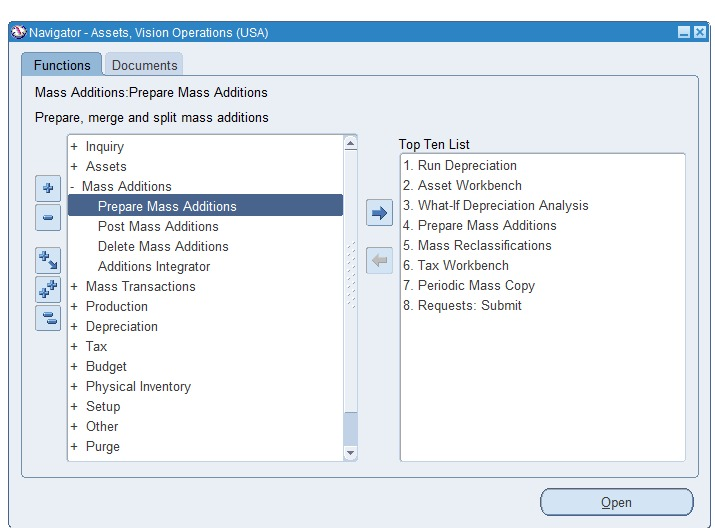 Navigator - Assets, Vision Operations (USA)
Functions
Documents
Mass Additions:Prepare Mass Additions
Prepare, merge and split mass additions
+ Inquiry
+ Assets
- Mass Additions
Prepare Mass Additions
Post Mass Additions
Delete Mass Additions
Additions Integrator
+ Mass Transactions
+ Production
+ Depreciation
+ Tax
+ Budget
+ Physical Inventory
+ Setup
+ Other
+ Purge
Top Ten List
1. Run Depreciation
2. Asset Workbench
3. What-If Depreciation Analysis
4. Prepare Mass Additions
5. Mass Reclassifications
6. Tax Workbench
7. Periodic Mass Copy
8. Requests: Submit
Open